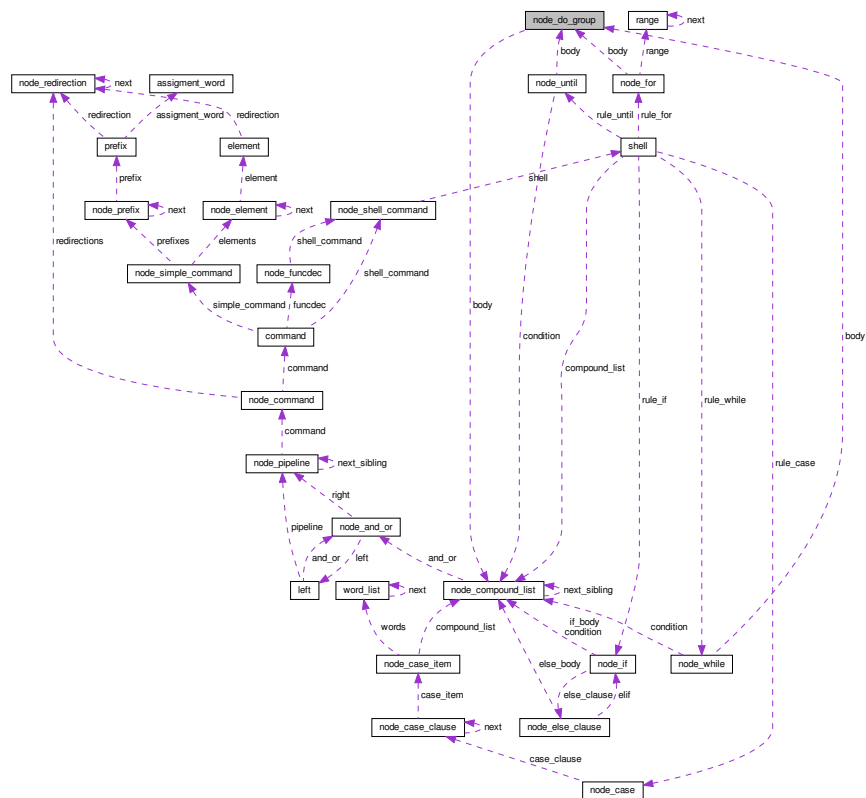 node_do_group
range
next
body
body
range
node_redirection
next
assigment_word
node_until
node_for
redirection
assigment_word
redirection
rule_until
rule_for
prefix
element
shell
prefix
element
shell
node_prefix
next
node_element
next
node_shell_command
redirections
prefixes
elements
shell_command
node_simple_command
node_funcdec
shell_command
simple_command
funcdec
body
condition
body
command
compound_list
command
rule_if
rule_while
node_command
command
rule_case
node_pipeline
next_sibling
right
pipeline
node_and_or
and_or
left
and_or
left
word_list
next
node_compound_list
next_sibling
words
compound_list
if_body
condition
condition
node_case_item
else_body
node_if
node_while
case_item
else_clause
elif
node_case_clause
next
node_else_clause
case_clause
node_case